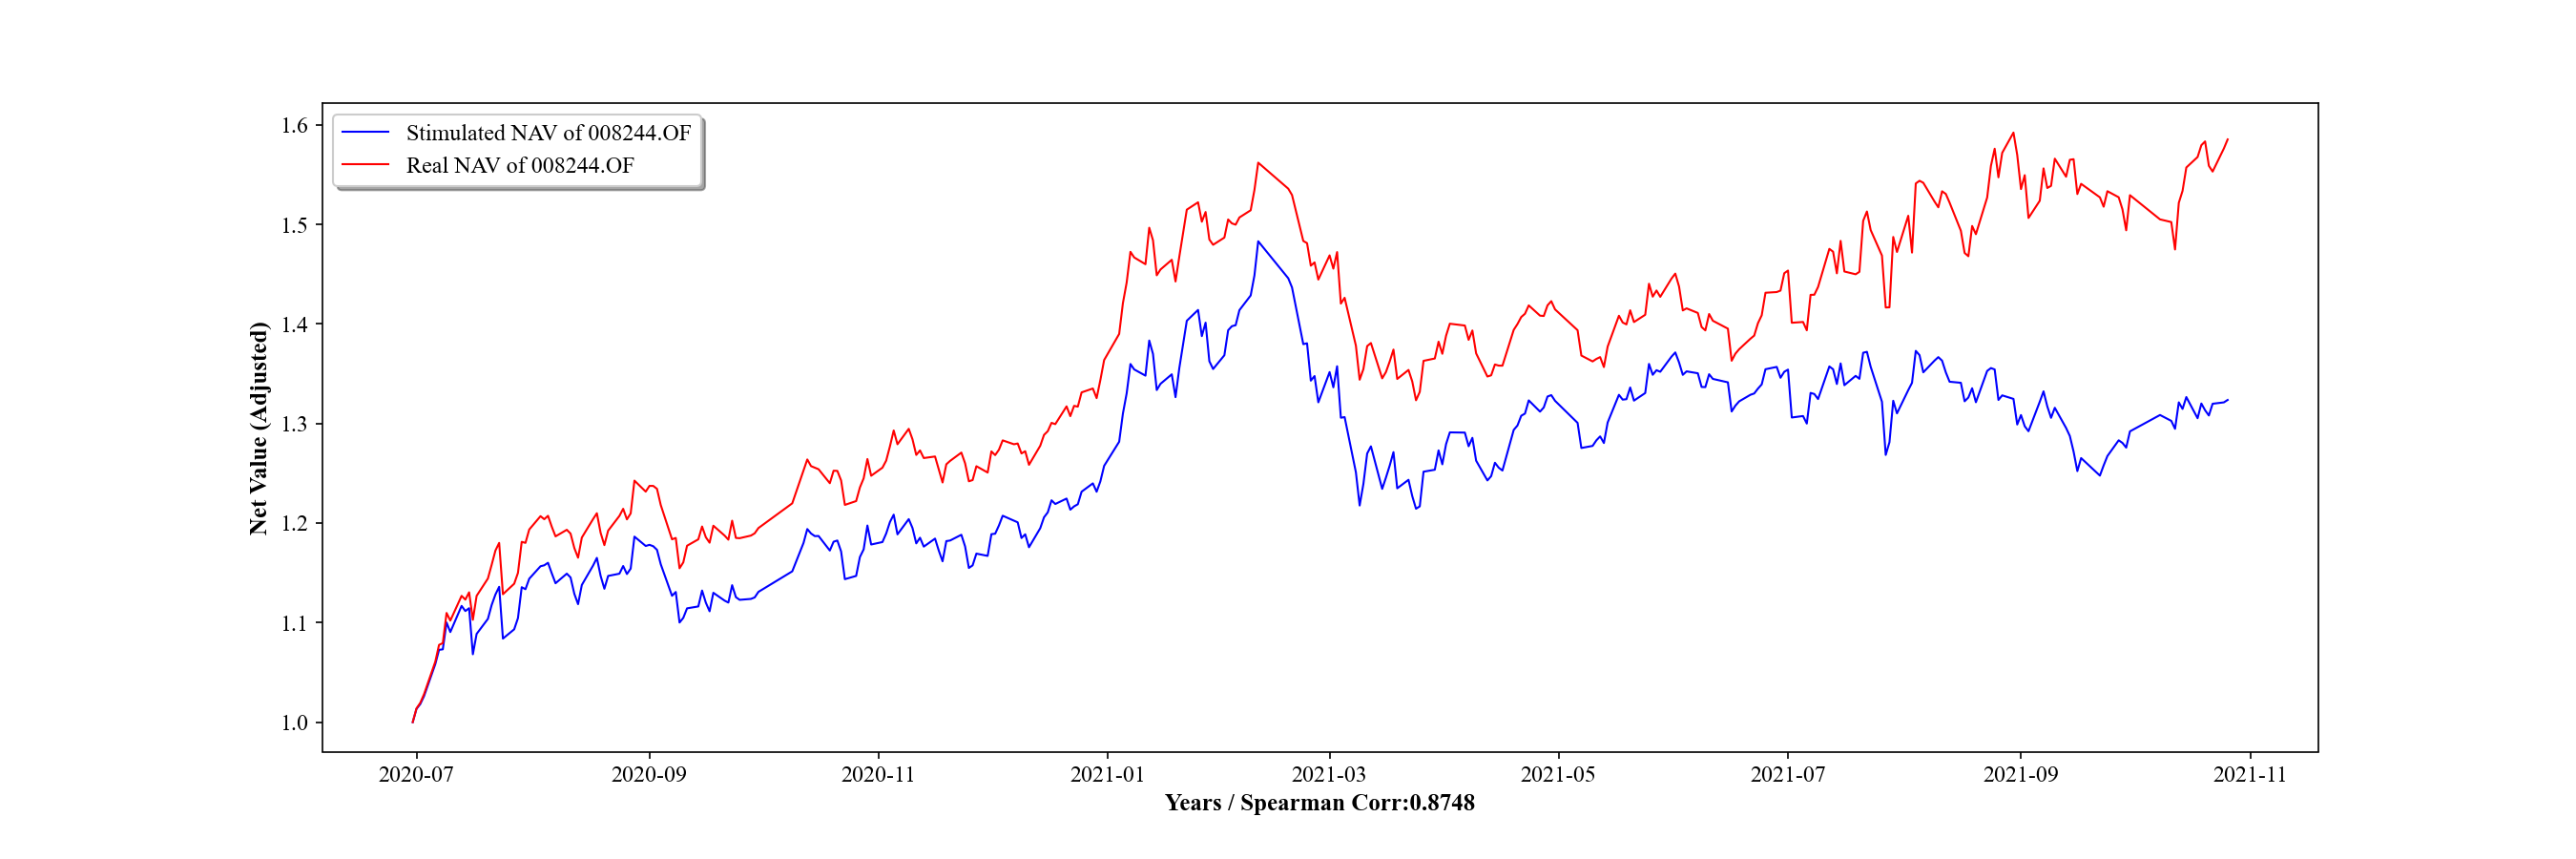 Stimulated NAV of 008244.OF
Real NAV of 008244.OF
Net Value (Adjusted)
1.6
1.5
1.4
1.3
1.2
1.1
1.0
2020-07 2020-09 2020-11 2021-01 2021-03 2021-05 2021-07 2021-09 2021-11
Years / Spearman Corr:0.8748